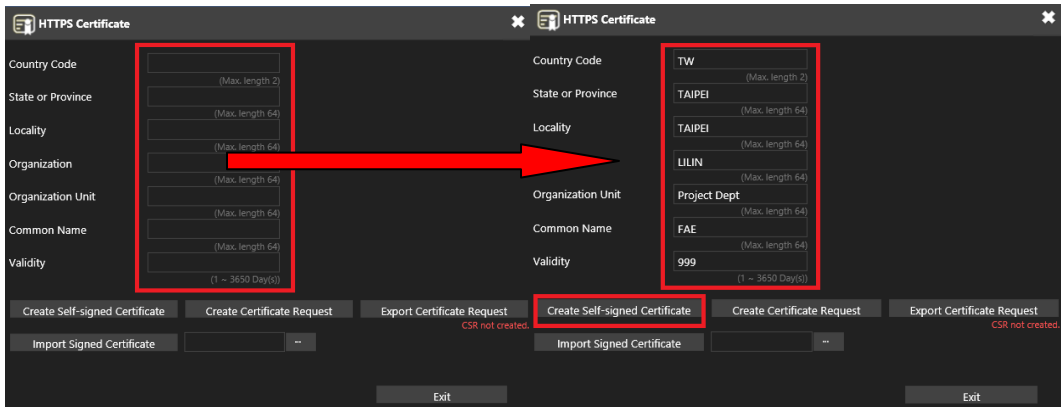 HTTPS Certificate
Country Code
(Max. length 2)
State or Province
(Max. length 64)
Locality
(Max. length 64)
Organization
(Max. length 64)
Organization Unit
(Max. length 64)
Common Name
(Max. length 64)
Validity
(1 ~ 3650 Day(s))
Create Self-signed Certificate Create Certificate Request Export Certificate Request
CSR not created.
Import Signed Certificate ...
Exit
HTTPS Certificate
Country Code TW
(Max. length 2)
State or Province TAIPEI
(Max. length 64)
Locality TAIPEI
(Max. length 64)
LILIN
(Max. length 64)
Organization Unit Project Dept
(Max. length 64)
Common Name FAE
(Max. length 64)
Validity 999
(1 ~ 3650 Day(s))
Create Self-signed Certificate Create Certificate Request Export Certificate Request
CSR not created.
Import Signed Certificate ...
Exit